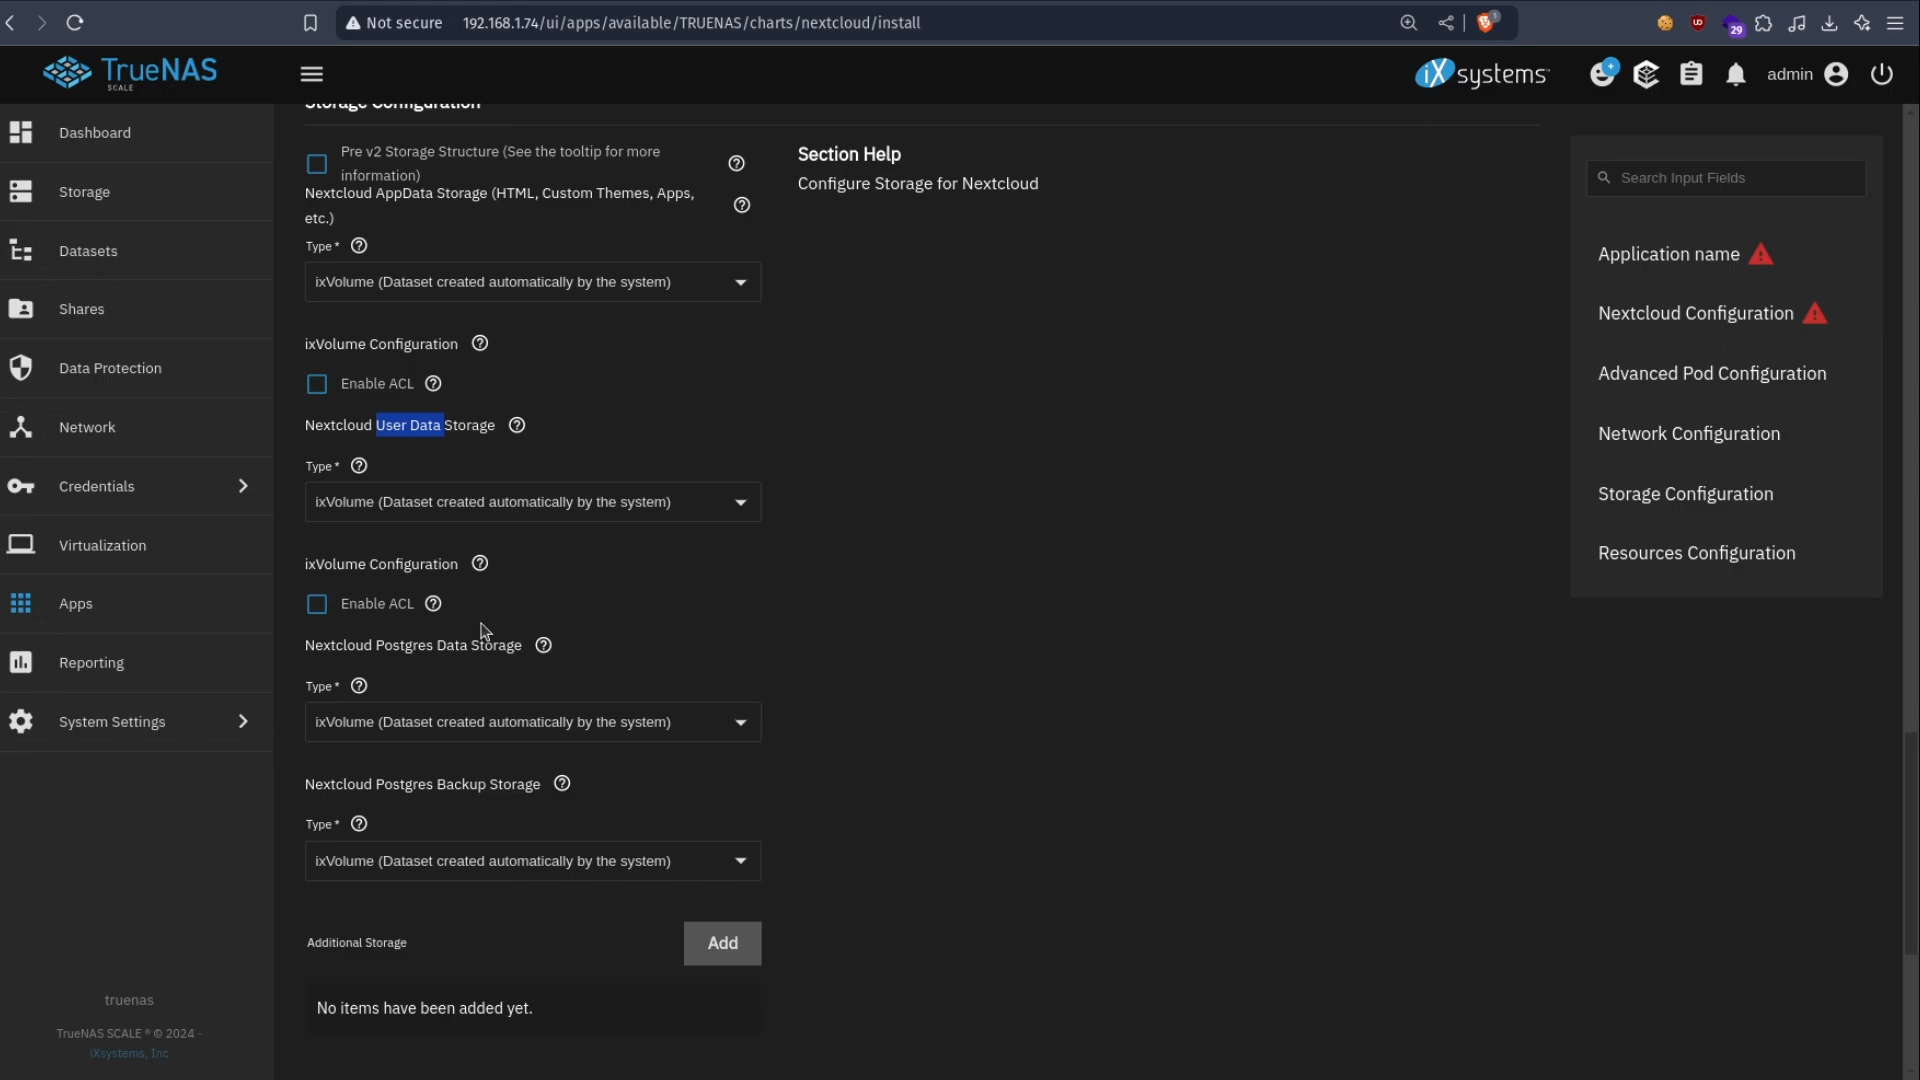 Not secure
192.168.1.74/ui/apps/available/TRUENAS/charts/nextcloud/install
1
UD
29
TrueNAS
SCALE
iXsystems™
admin
Dashboard
Storage
Datasets
Shares
Data Protection
Network
Credentials
Virtualization
Apps
Reporting
System Settings
truenas
TrueNAS SCALE ® © 2024 -
iXsystems, Inc
Storage Configuration
Pre v2 Storage Structure (See the tooltip for more
information)
Nextcloud AppData Storage (HTML, Custom Themes, Apps,
etc.)
Type *
ixVolume (Dataset created automatically by the system)
ixVolume Configuration
Enable ACL
Nextcloud User Data Storage
Type *
ixVolume (Dataset created automatically by the system)
ixVolume Configuration
Enable ACL
Nextcloud Postgres Data Storage
Type *
ixVolume (Dataset created automatically by the system)
Nextcloud Postgres Backup Storage
Type *
ixVolume (Dataset created automatically by the system)
Additional Storage
Add
No items have been added yet.
Section Help
Configure Storage for Nextcloud
Search Input Fields
Application name
Nextcloud Configuration
Advanced Pod Configuration
Network Configuration
Storage Configuration
Resources Configuration